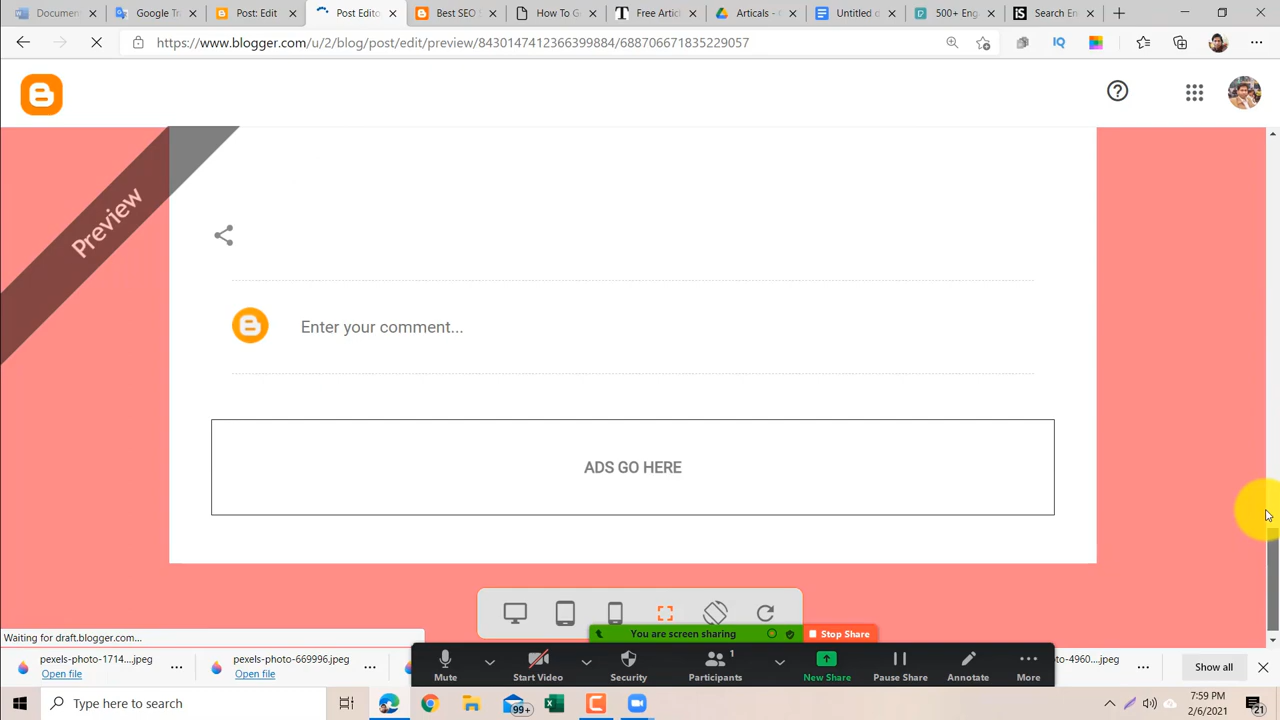 Documen
Google Tr
Post: Edit
Post Edito
Best SEO S
How To G
Free Artic
Articals - G
Untitled d
500+ Eng
Search En
https://www.blogger.com/u/2/blog/post/edit/preview/8430147412366399884/688706671835229057
Preview
Enter your comment...
ADS GO HERE
Waiting for draft.blogger.com...
You are screen sharing
Stop Share
pexels-photo-1714....jpeg
Open file
pexels-photo-669996.jpeg
Open file
-4960....jpeg
Show all
Mute
Start Video
Security
1
Participants
New Share
Pause Share
Annotate
More
Type here to search
99+
7:59 PM
2/6/2021
21